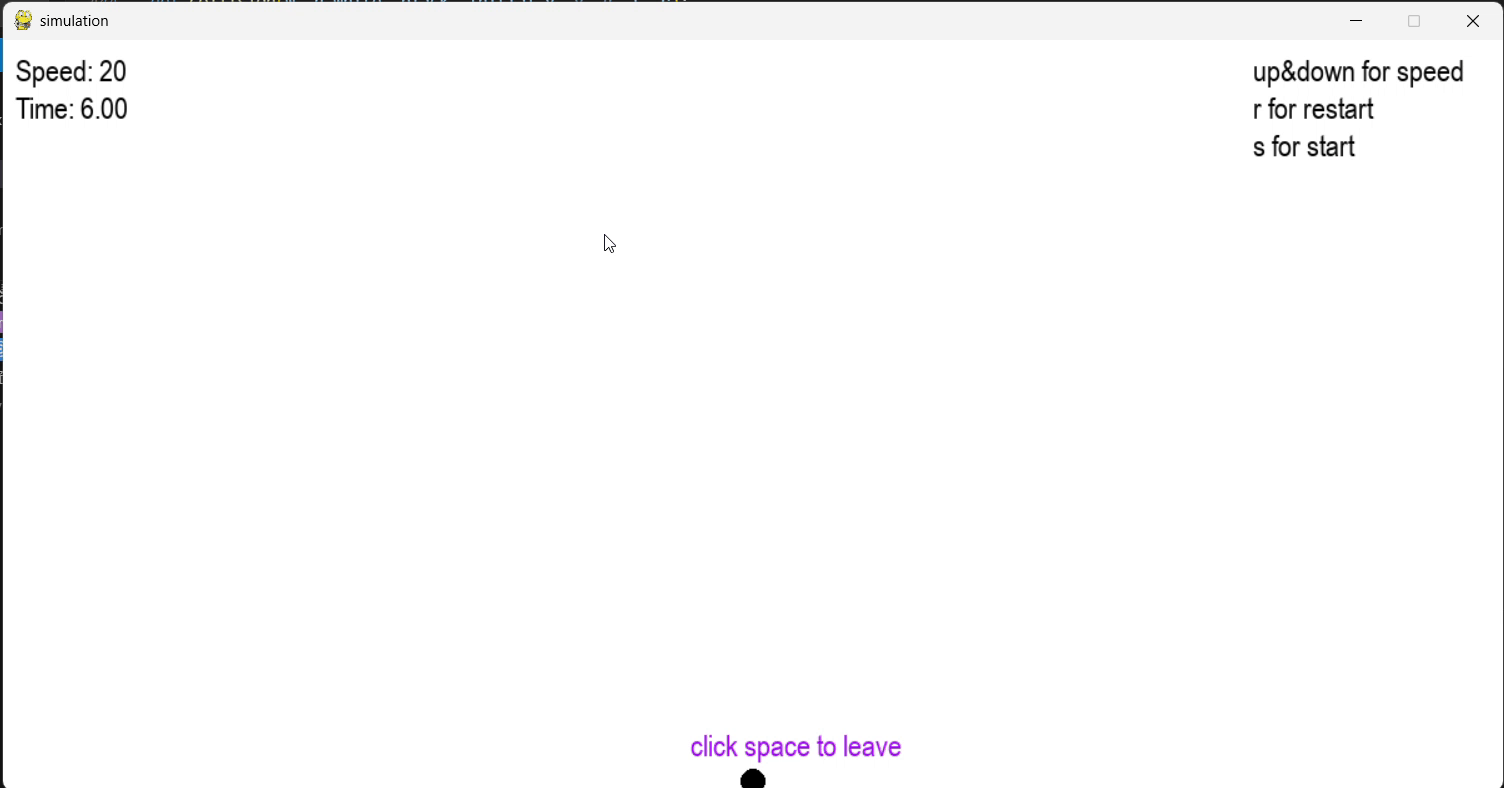 simulation
Speed: 20
Time: 6.00
up&down for speed
r for restart
s for start
click space to leave